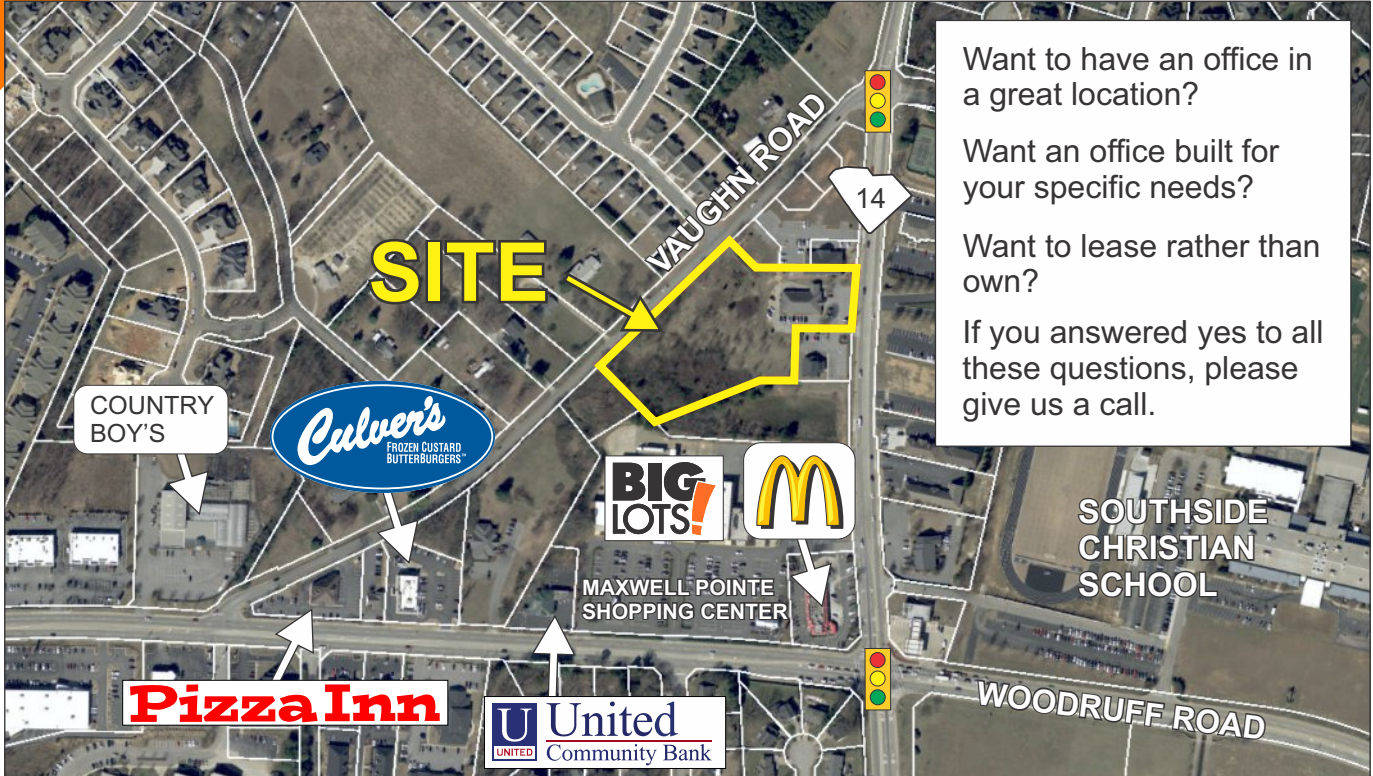 Want to have an office in
a great location?
Want an office built for
your specific needs?
Want to lease rather than
own?
If you answered yes to all
these questions, please
give us a call.
VAUGHN ROAD
14
SITE
COUNTRY
BOY'S
Culver's
FROZEN CUSTARD
BUTTERBURGERS™
BIG
LOTS!
M
MAXWELL POINTE
SHOPPING CENTER
SOUTHSIDE
CHRISTIAN
SCHOOL
Pizza Inn
U
UNITED
United
Community Bank
WOODRUFF ROAD